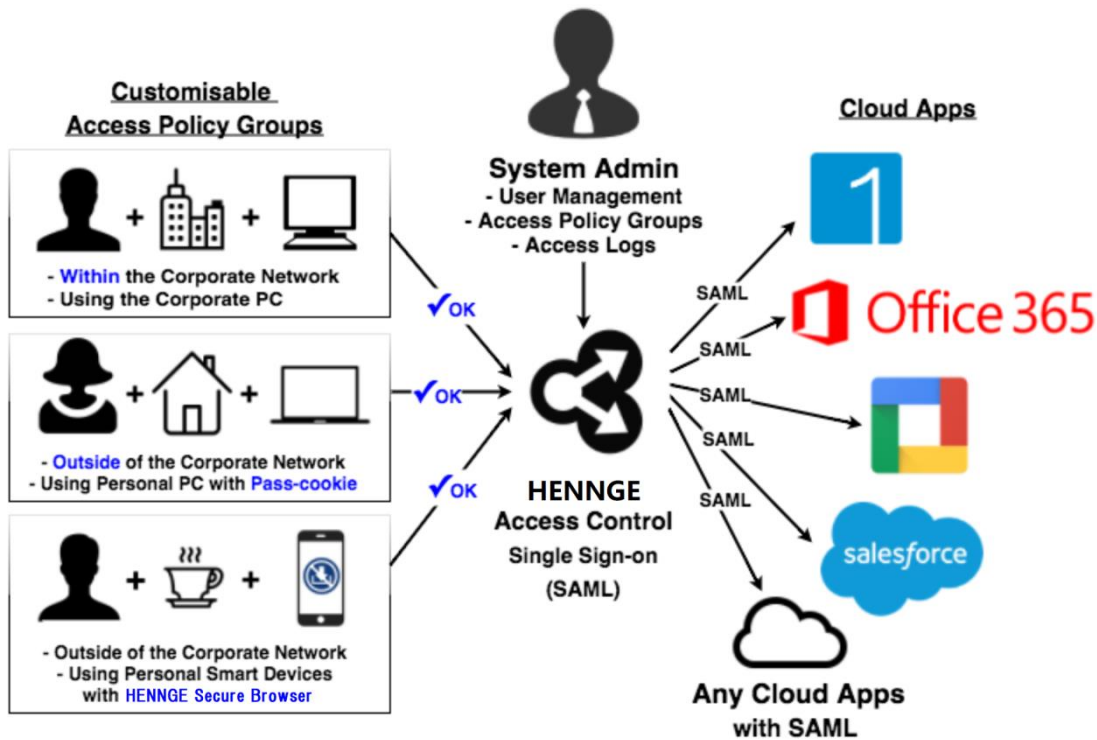 Customisable
Access Policy Groups
- Within the Corporate Network
- Using the Corporate PC
- Outside of the Corporate Network
- Using Personal PC with Pass-cookie
- Outside of the Corporate Network
- Using Personal Smart Devices
with HENNGE Secure Browser
✓OK
✓OK
✓OK
System Admin
- User Management
- Access Policy Groups
- Access Logs
HENNGE
Access Control
Single Sign-on
(SAML)
SAML
SAML
SAML
SAML
SAML
Cloud Apps
1
Office 365
salesforce
Any Cloud Apps
with SAML